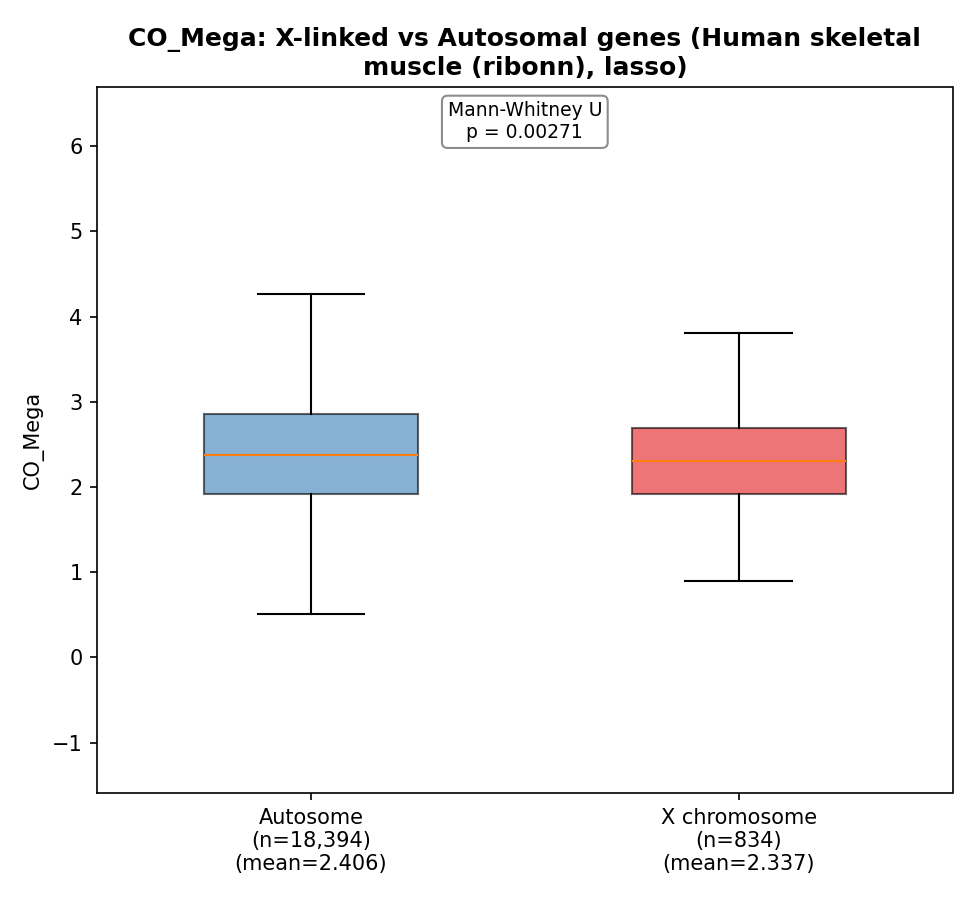 CO_Mega: X-linked vs Autosomal genes (Human skeletal
muscle (ribonn), lasso)
Mann-Whitney U
p = 0.00271
6
5
4
3
2
1
0
−1
CO_Mega
Autosome
(n=18,394)
(mean=2.406)
X chromosome
(n=834)
(mean=2.337)